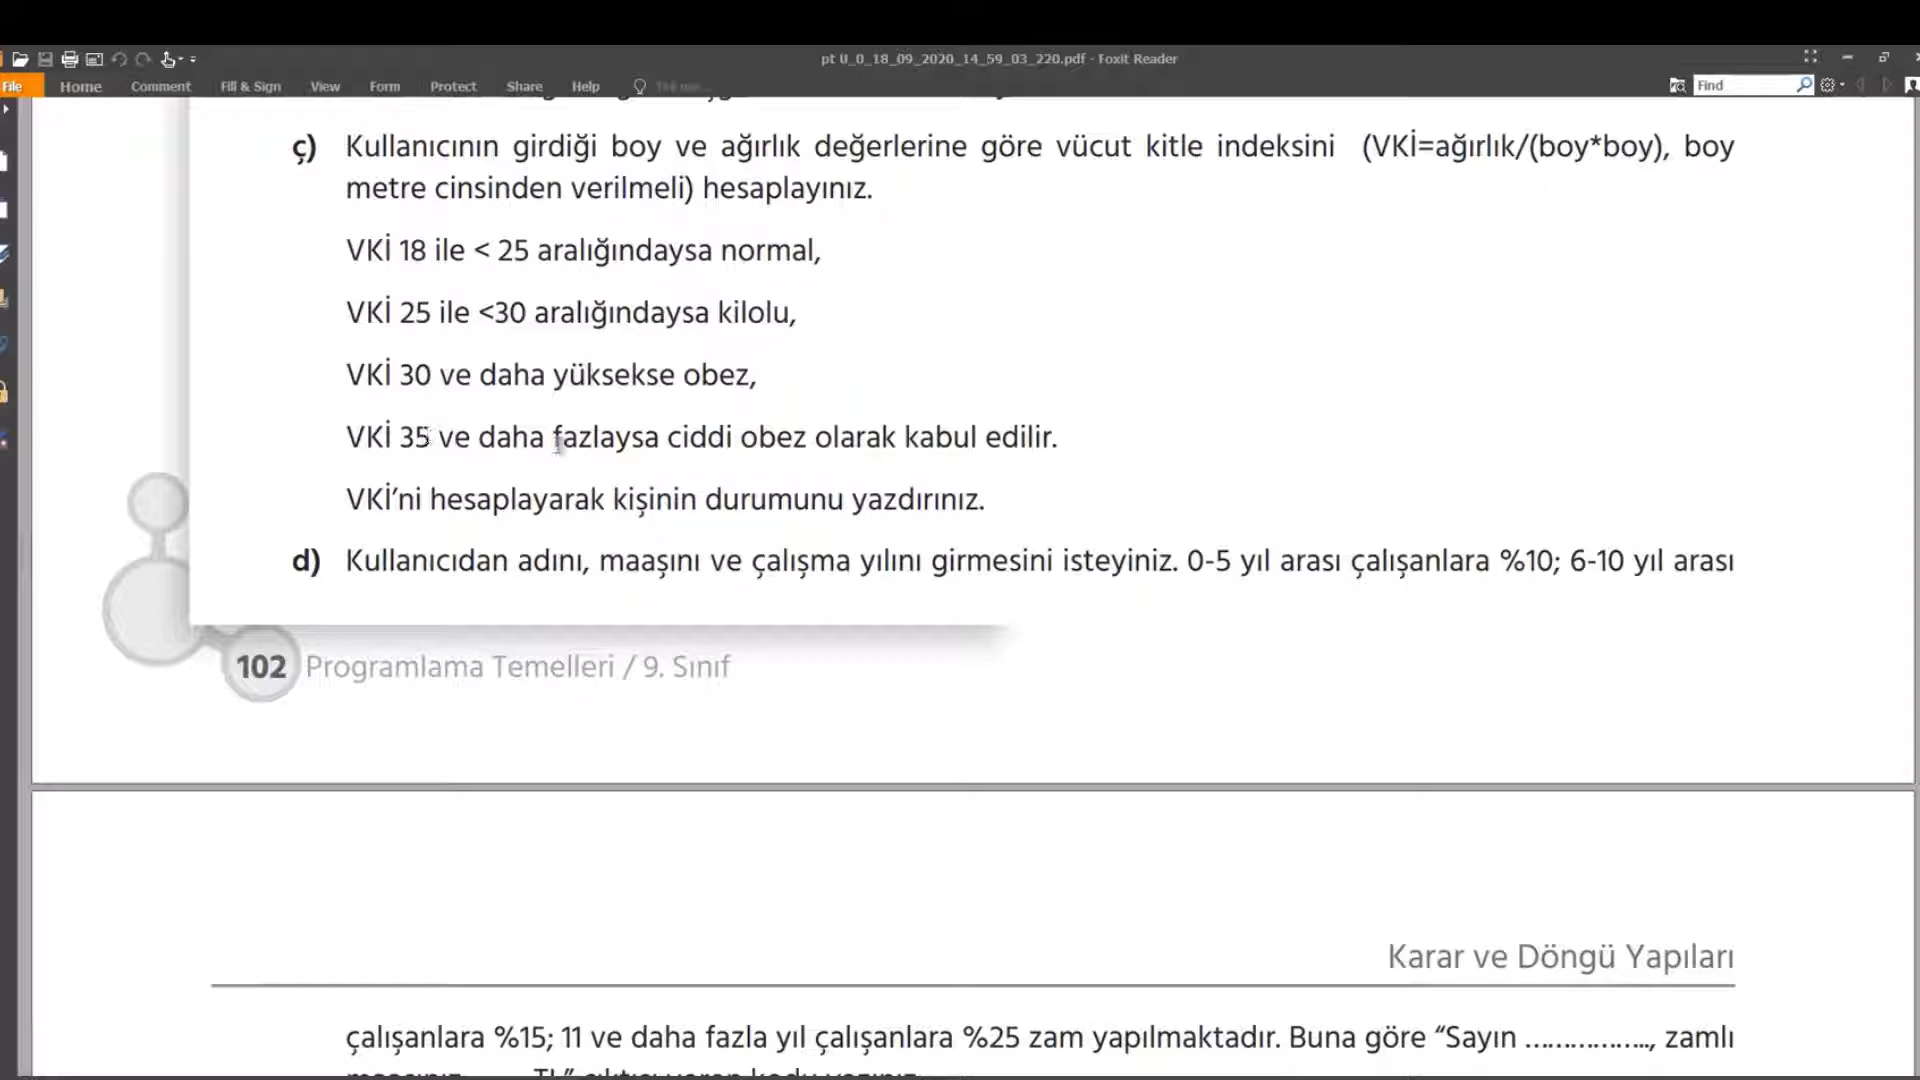 pt U_0_18_09_2020_14_59_03_220.pdf - Foxit Reader
File Home Comment Fill & Sign View Form Protect Share Help Find
ç) Kullanıcının girdiği boy ve ağırlık değerlerine göre vücut kitle indeksini (VKİ=ağırlık/(boy*boy), boy
metre cinsinden verilmeli) hesaplayınız.
VKİ 18 ile < 25 aralığındaysa normal,
VKİ 25 ile <30 aralığındaysa kilolu,
VKİ 30 ve daha yüksekse obez,
VKİ 35 ve daha fazlaysa ciddi obez olarak kabul edilir.
VKİ’ni hesaplayarak kişinin durumunu yazdırınız.
d) Kullanıcıdan adını, maaşını ve çalışma yılını girmesini isteyiniz. 0-5 yıl arası çalışanlara %10; 6-10 yıl arası
102 Programlama Temelleri / 9. Sınıf
Karar ve Döngü Yapıları
çalışanlara %15; 11 ve daha fazla yıl çalışanlara %25 zam yapılmaktadır. Buna göre “Sayın ………………, zamlı